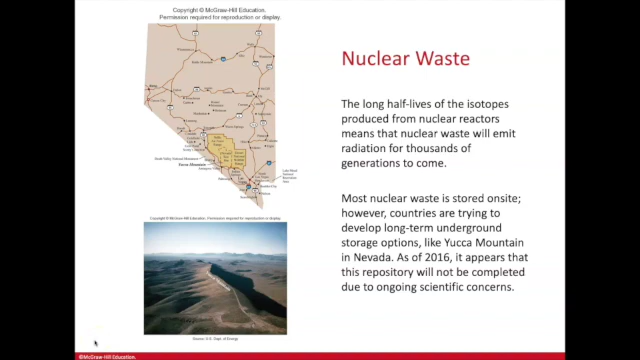 Copyright © McGraw-Hill Education.
Permission required for reproduction or display.
Yucca Mountain
Copyright © McGraw-Hill Education. Permission required for reproduction or display.
Source: U.S. Dept. of Energy
Nuclear Waste
The long half-lives of the isotopes
produced from nuclear reactors
means that nuclear waste will emit
radiation for thousands of
generations to come.
Most nuclear waste is stored onsite;
however, countries are trying to
develop long-term underground
storage options, like Yucca Mountain
in Nevada. As of 2016, it appears that
this repository will not be completed
due to ongoing scientific concerns.
©McGraw-Hill Education.